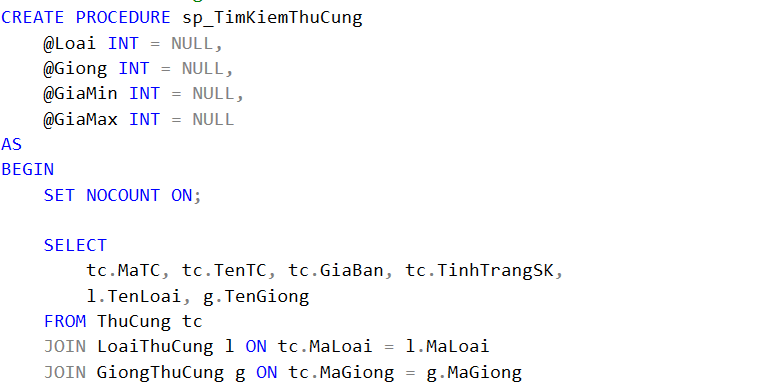 CREATE PROCEDURE sp_TimKiemThuCung
@Loai INT = NULL,
@Giong INT = NULL,
@GiaMin INT = NULL,
@GiaMax INT = NULL
AS
BEGIN
SET NOCOUNT ON;
SELECT
tc.MaTC, tc.TenTC, tc.GiaBan, tc.TinhTrangSK,
l.TenLoai, g.TenGiong
FROM ThuCung tc
JOIN LoaiThuCung l ON tc.MaLoai = l.MaLoai
JOIN GiongThuCung g ON tc.MaGiong = g.MaGiong